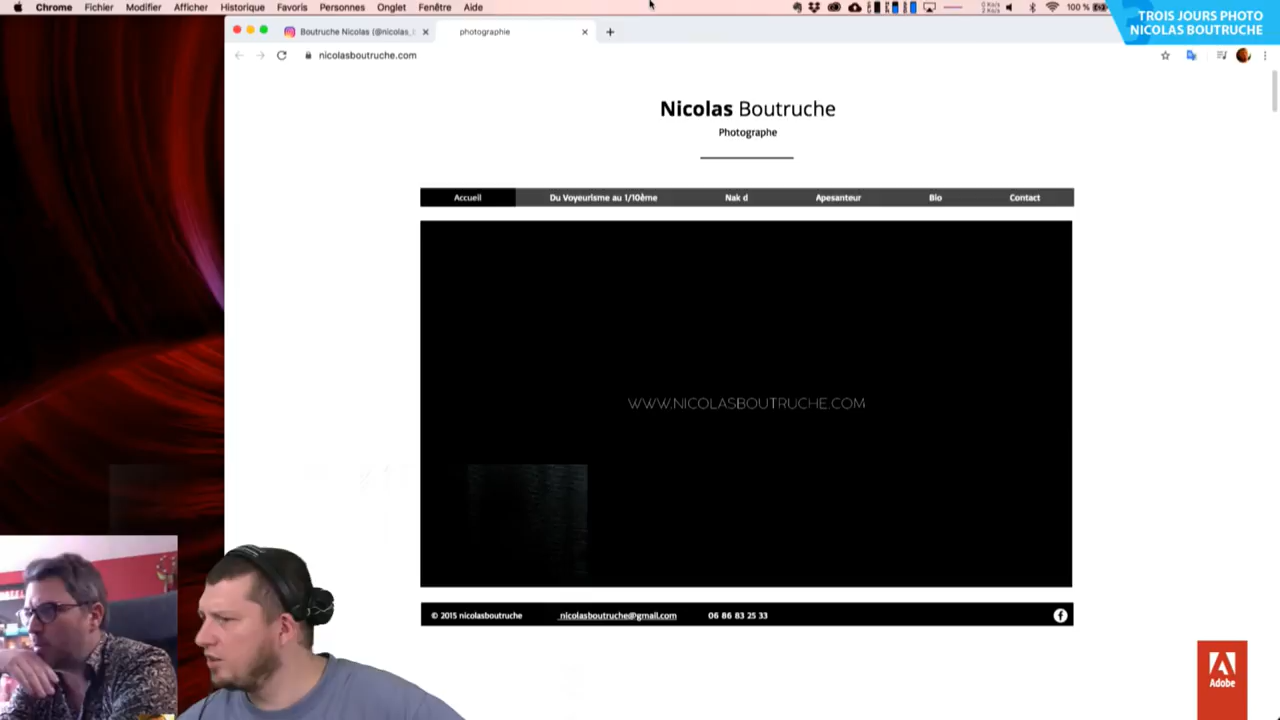 Chrome Fichier Modifier Afficher Historique Favoris Personnes Onglet Fenêtre Aide 100 %
TROIS JOURS PHOTO
NICOLAS BOUTRUCHE
Boutruche Nicolas (@nicolas_
photographie
nicolasboutruche.com
Nicolas Boutruche
Photographe
Accueil Du Voyeurisme au 1/10ème Nak d Apesanteur Bio Contact
WWW.NICOLASBOUTRUCHE.COM
© 2015 nicolasboutruche nicolasboutruche@gmail.com 06 86 83 25 33
Adobe